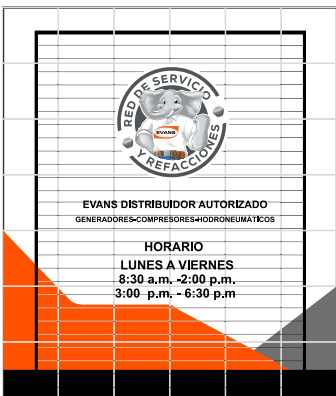 RED DE SERVICIO
EVANS
Y REFACCIONES
EVANS DISTRIBUIDOR AUTORIZADO
GENERADORES-COMPRESORES-HODRONEUMÁTICOS
HORARIO
LUNES A VIERNES
8:30 a.m. -2:00 p.m.
3:00 p.m. - 6:30 p.m